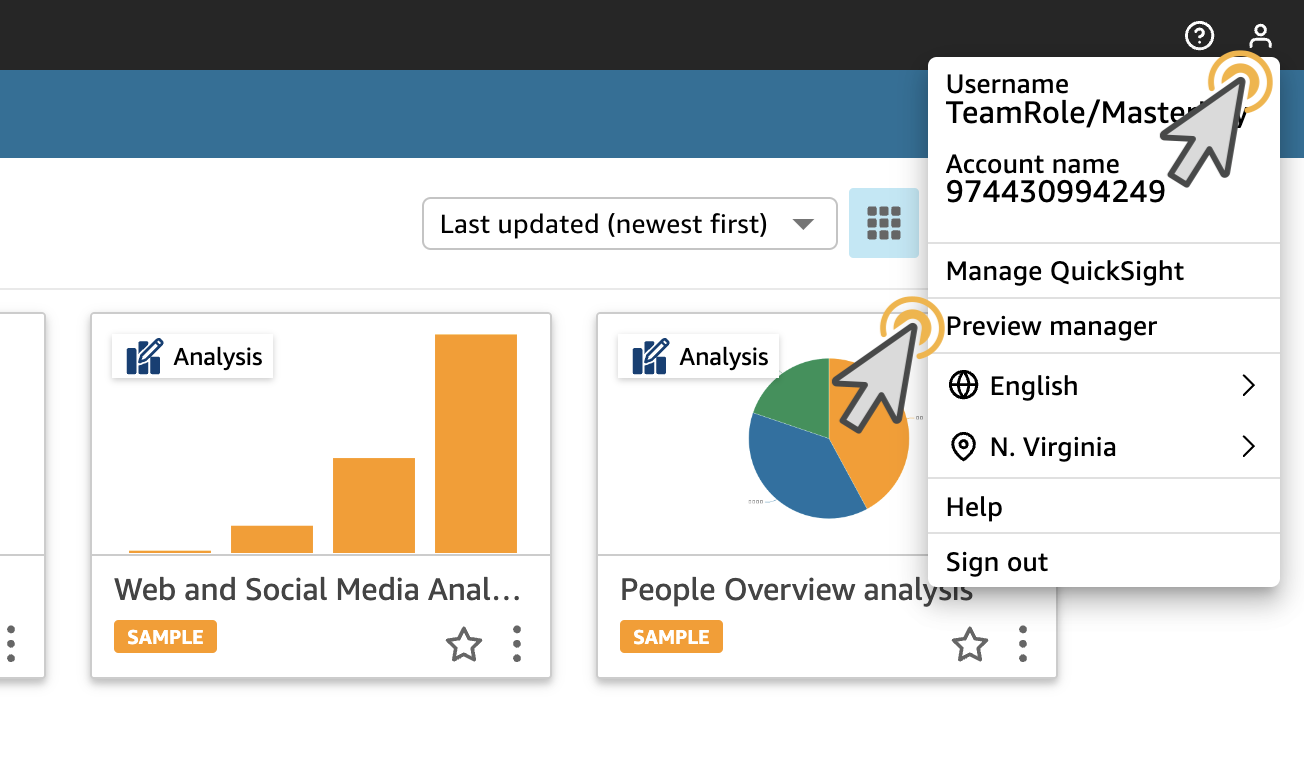 Username
TeamRole/Master
Account name
974430994249
Last updated (newest first)
Manage QuickSight
Preview manager
Analysis
Analysis
English
N. Virginia
Help
Sign out
Web and Social Media Anal...
People Overview analysis
SAMPLE
SAMPLE